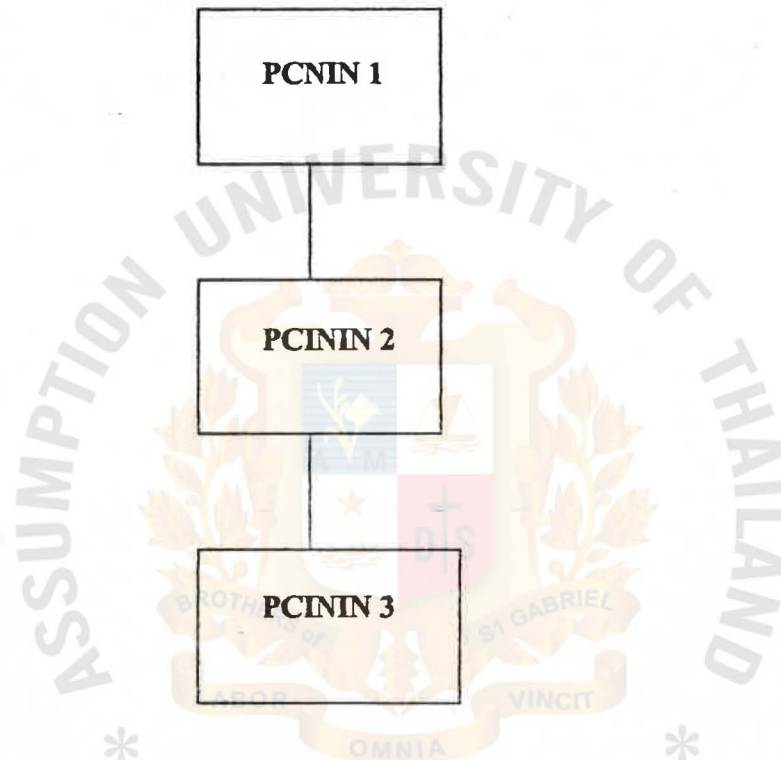 PCNIN 1
ASSUMPTION UNIVERSITY OF THAILAND
PCININ 2
A M
D S
PCININ 3
BROTHERS of ST GABRIEL
LABOR
VINCIT
OMNIA